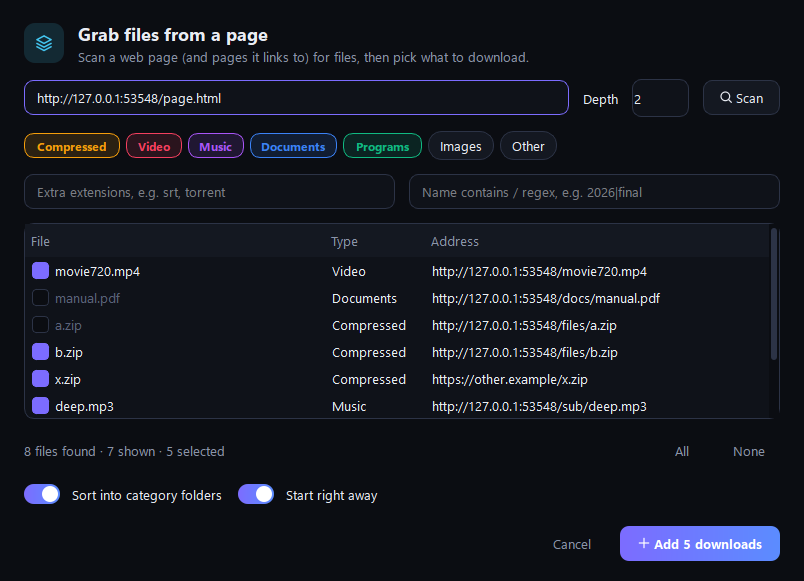 Grab files from a page
Scan a web page (and pages it links to) for files, then pick what to download.
http://127.0.0.1:53548/page.html Depth 2 Scan
Compressed Video Music Documents Programs Images Other
Extra extensions, e.g. srt, torrent Name contains / regex, e.g. 2026|final
File Type Address
movie720.mp4 Video http://127.0.0.1:53548/movie720.mp4
manual.pdf Documents http://127.0.0.1:53548/docs/manual.pdf
a.zip Compressed http://127.0.0.1:53548/files/a.zip
b.zip Compressed http://127.0.0.1:53548/files/b.zip
x.zip Compressed https://other.example/x.zip
deep.mp3 Music http://127.0.0.1:53548/sub/deep.mp3
8 files found · 7 shown · 5 selected All None
Sort into category folders Start right away
Cancel + Add 5 downloads